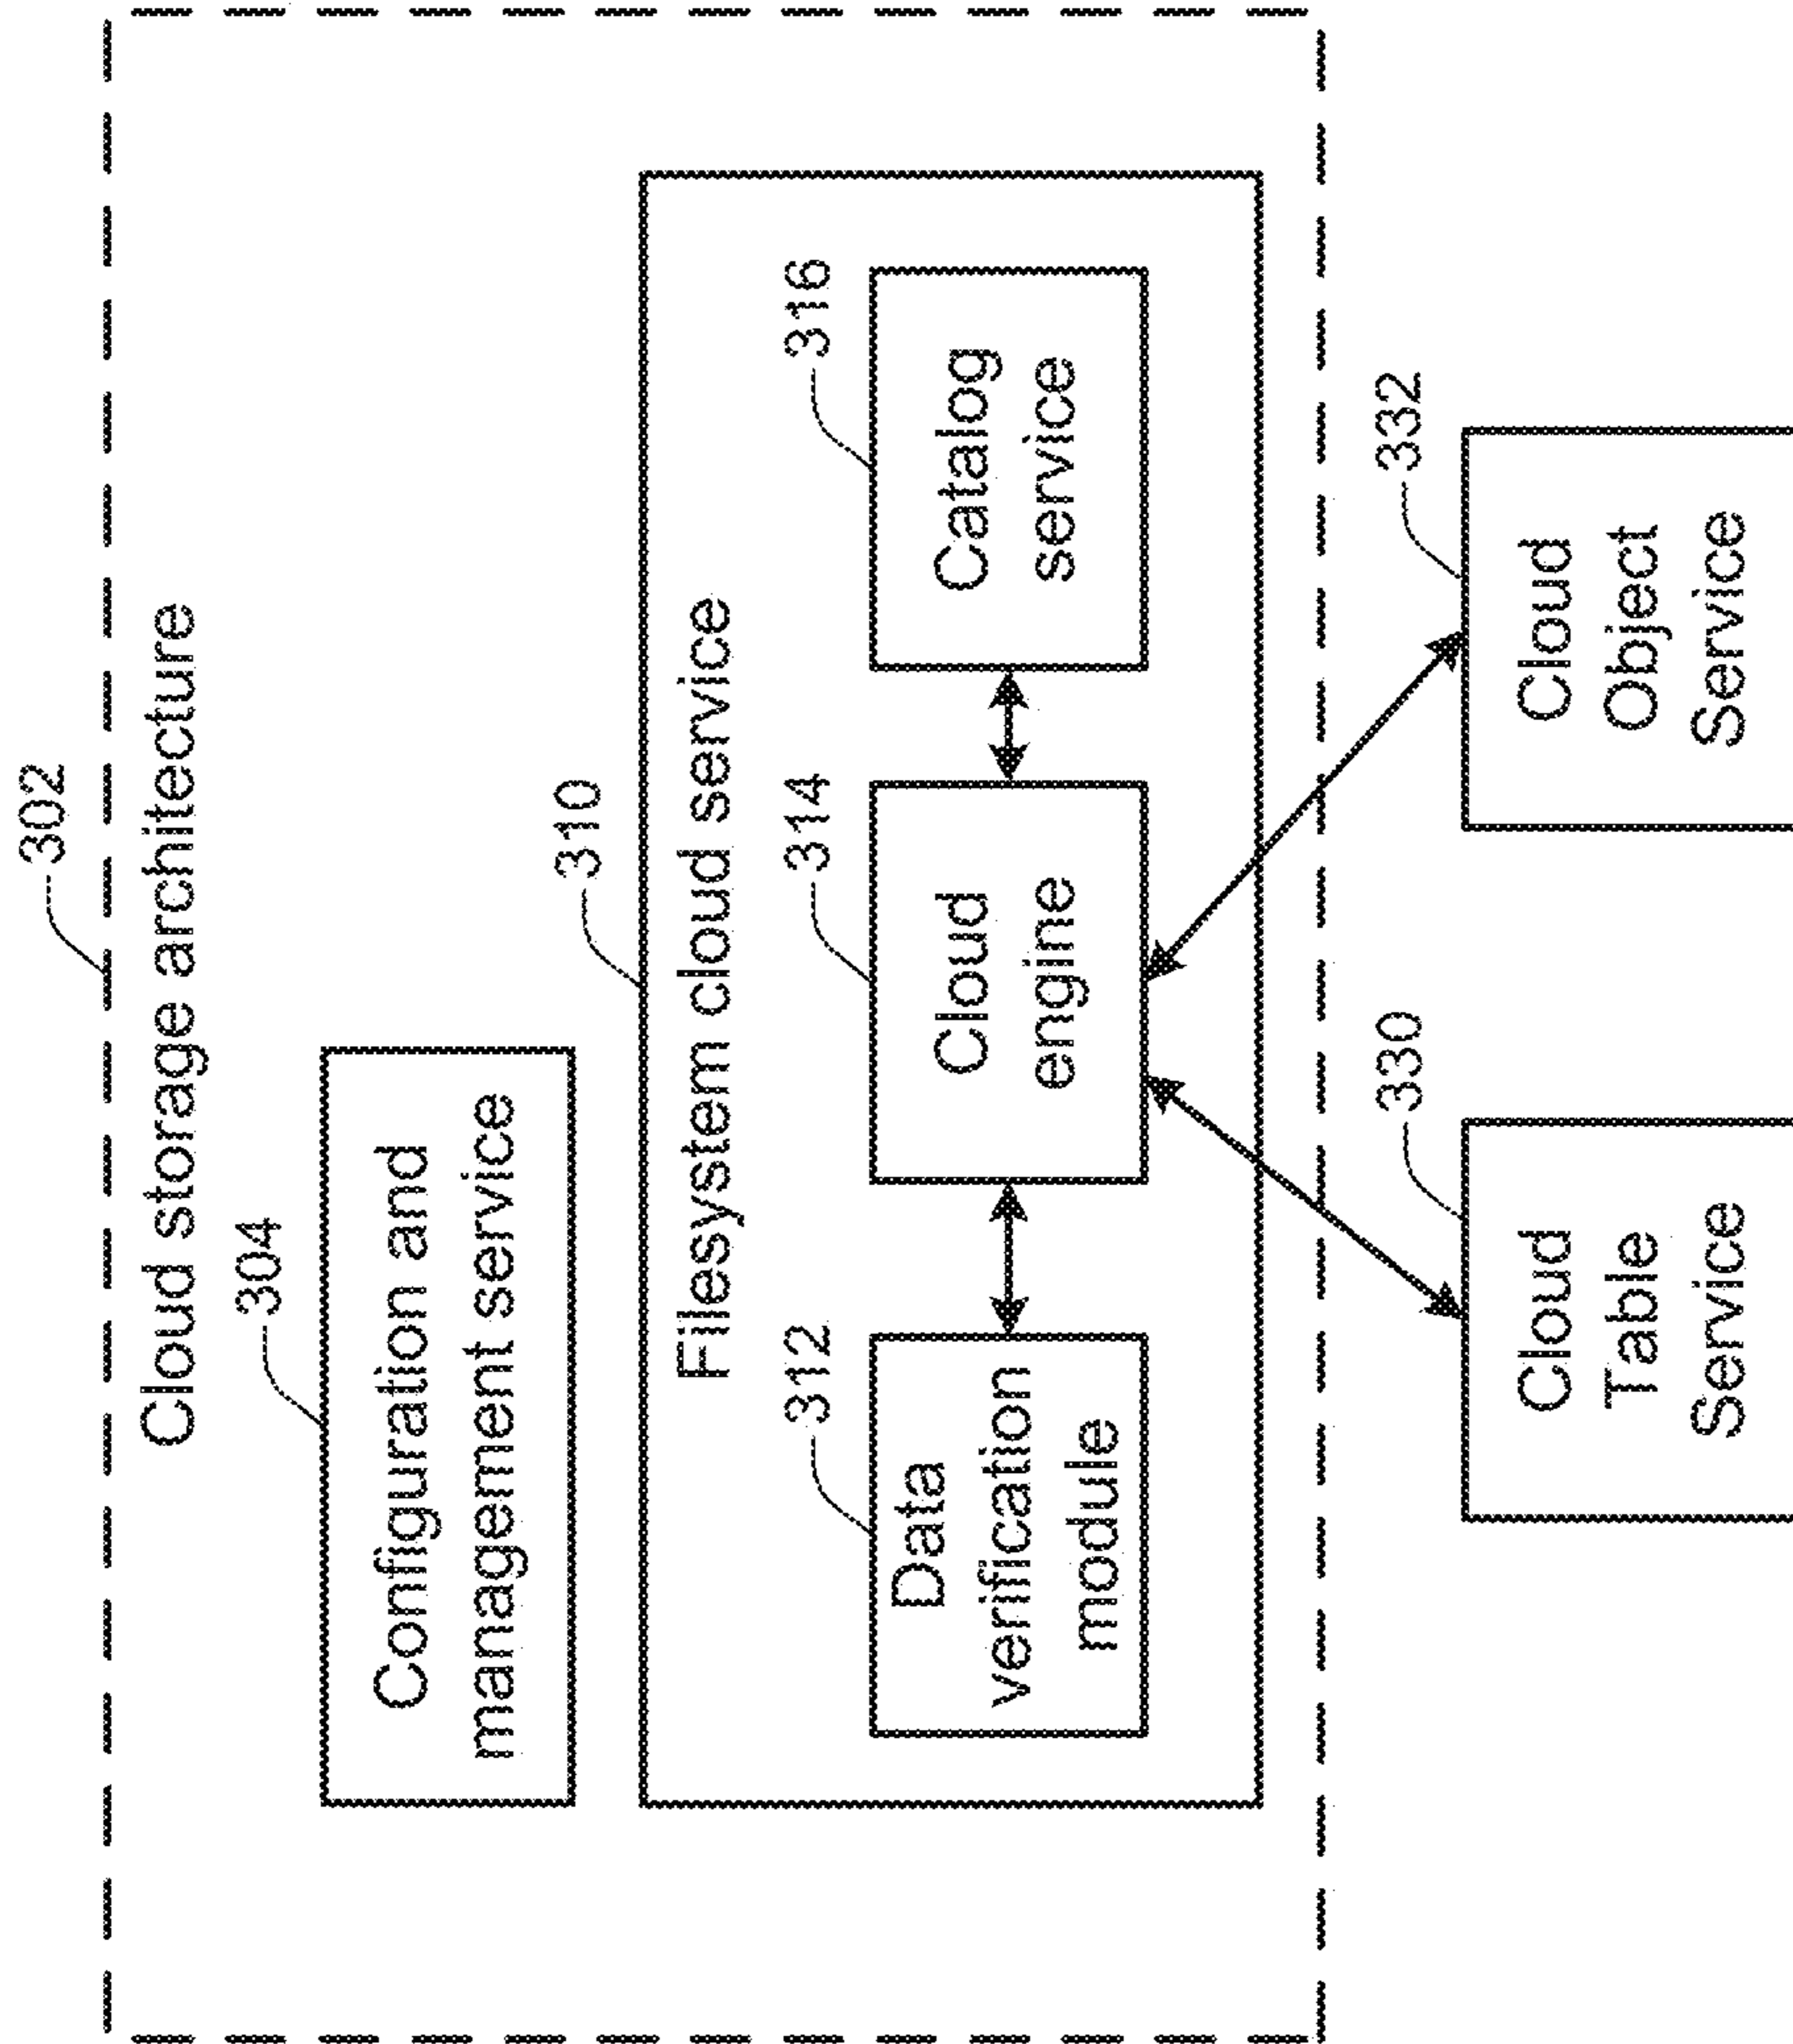 302
Cloud storage architecture
304
Configuration and
management service
310
Filesystem cloud service
312
Data
verification
module
314
Cloud
engine
316
Catalog
service
330
Cloud
Table
Service
332
Cloud
Object
Service